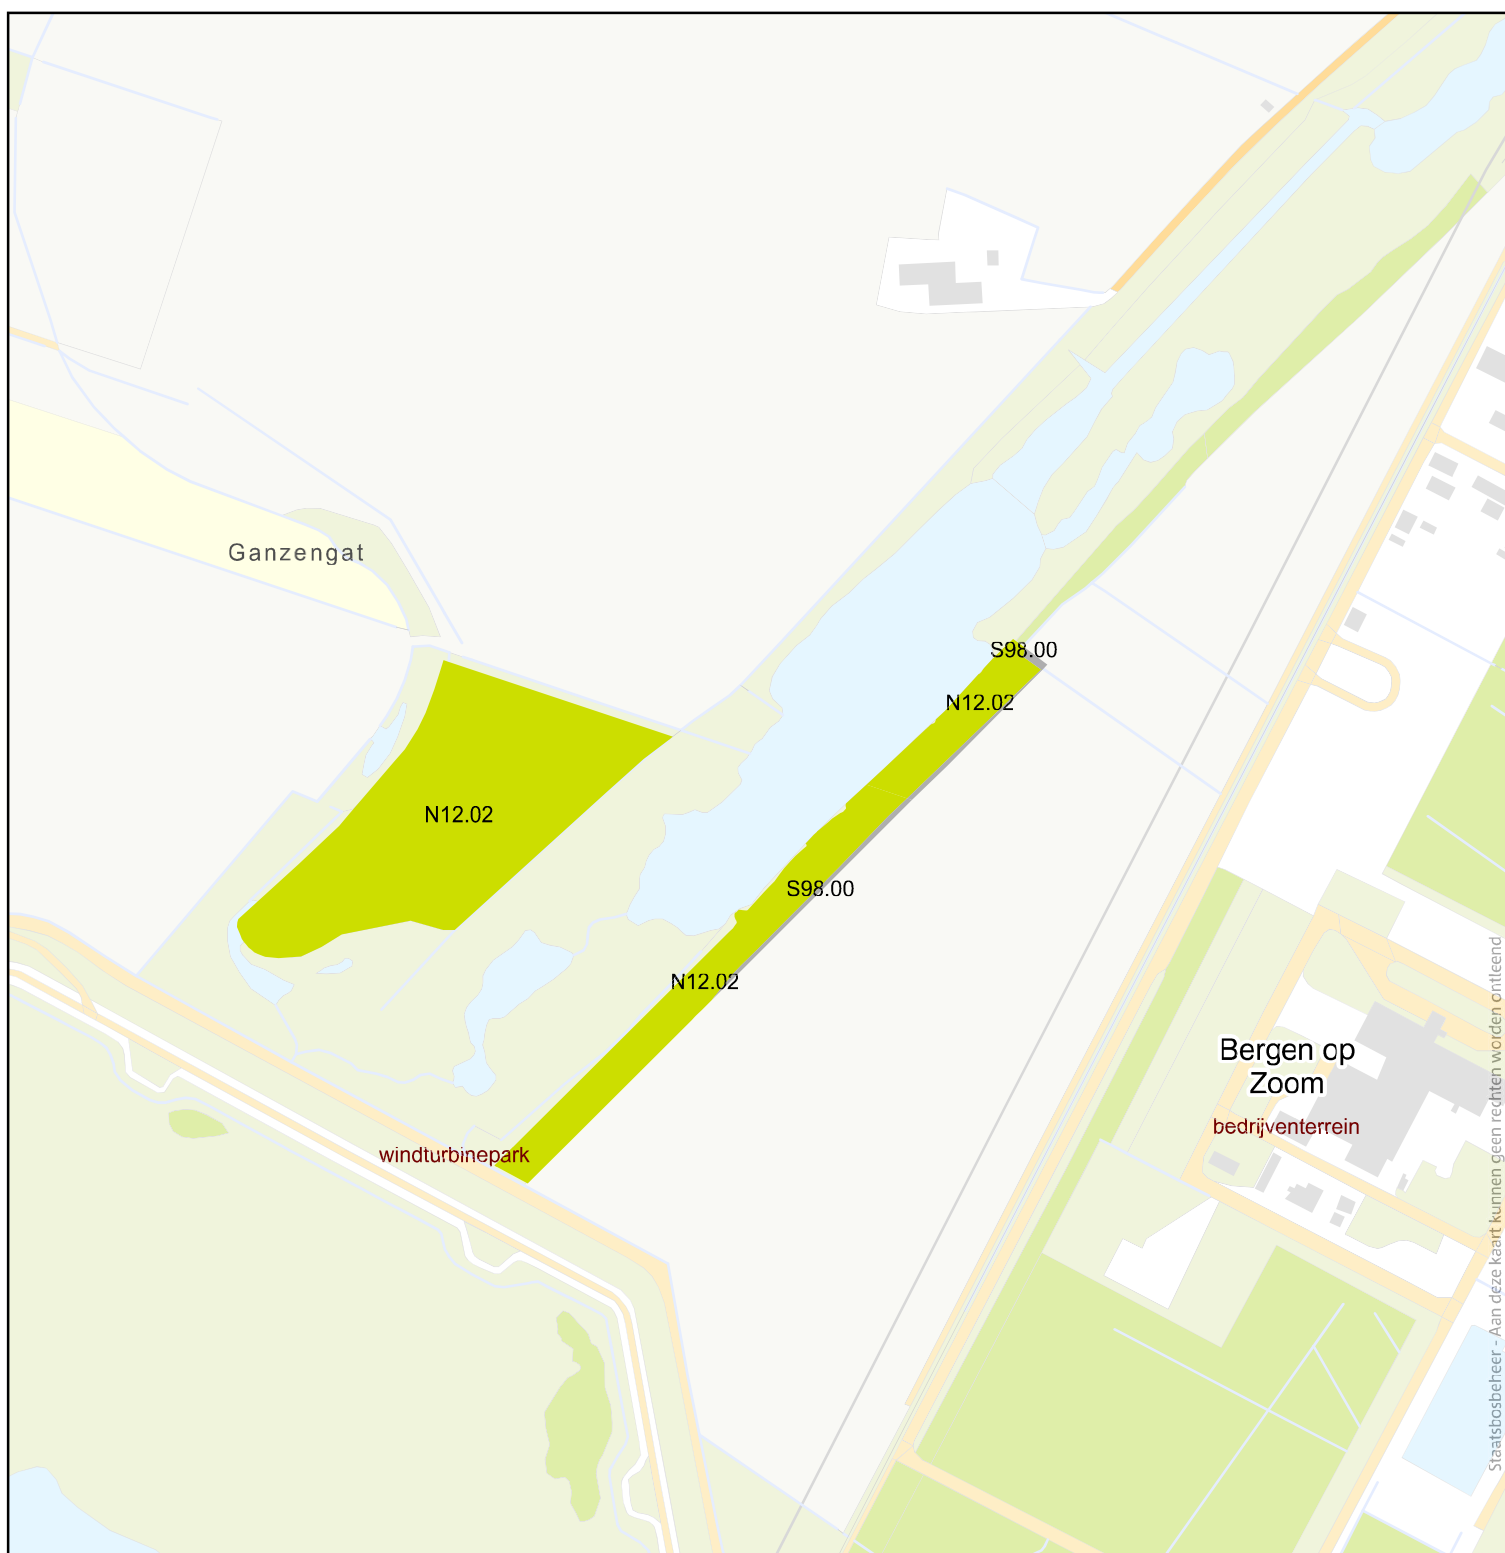 Ganzengat
S98.00
N12.02
N12.02
S98.00
N12.02
Bergen op
Zoom
bedrijventerrein
windturbinepark
Staatsbosbeheer - Aan deze kaart kunnen geen rechten worden ontleend